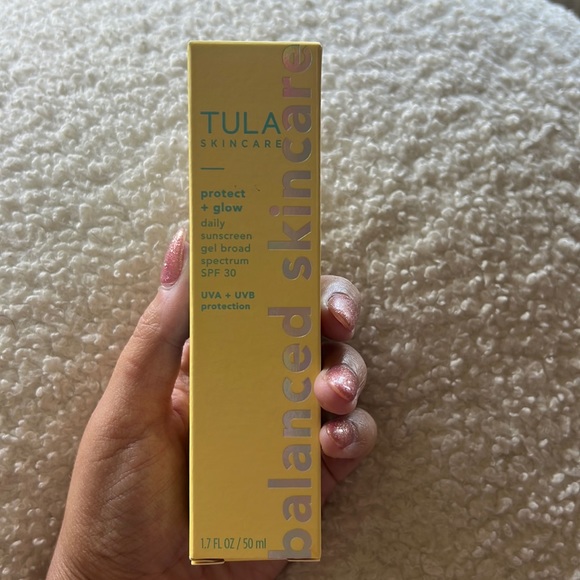 TULA
SKINCARE
protect
+ glow
daily
sunscreen
gel broad
spectrum
SPF 30
UVA + UVB
protection
1.7 FL OZ / 50 ml
balanced skincare